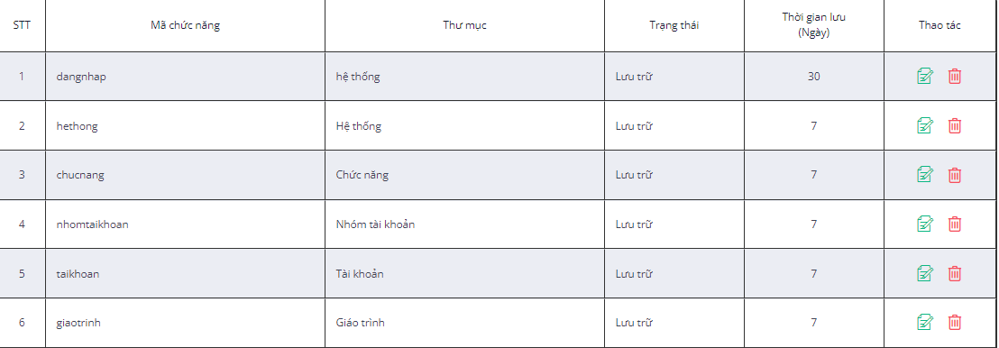 STT Mã chức năng Thư mục Trạng thái Thời gian lưu (Ngày) Thao tác
1 dangnhap hệ thống Lưu trữ 30
2 hethong Hệ thống Lưu trữ 7
3 chucnang Chức năng Lưu trữ 7
4 nhomtaikhoan Nhóm tài khoản Lưu trữ 7
5 taikhoan Tài khoản Lưu trữ 7
6 giaotrinh Giáo trình Lưu trữ 7